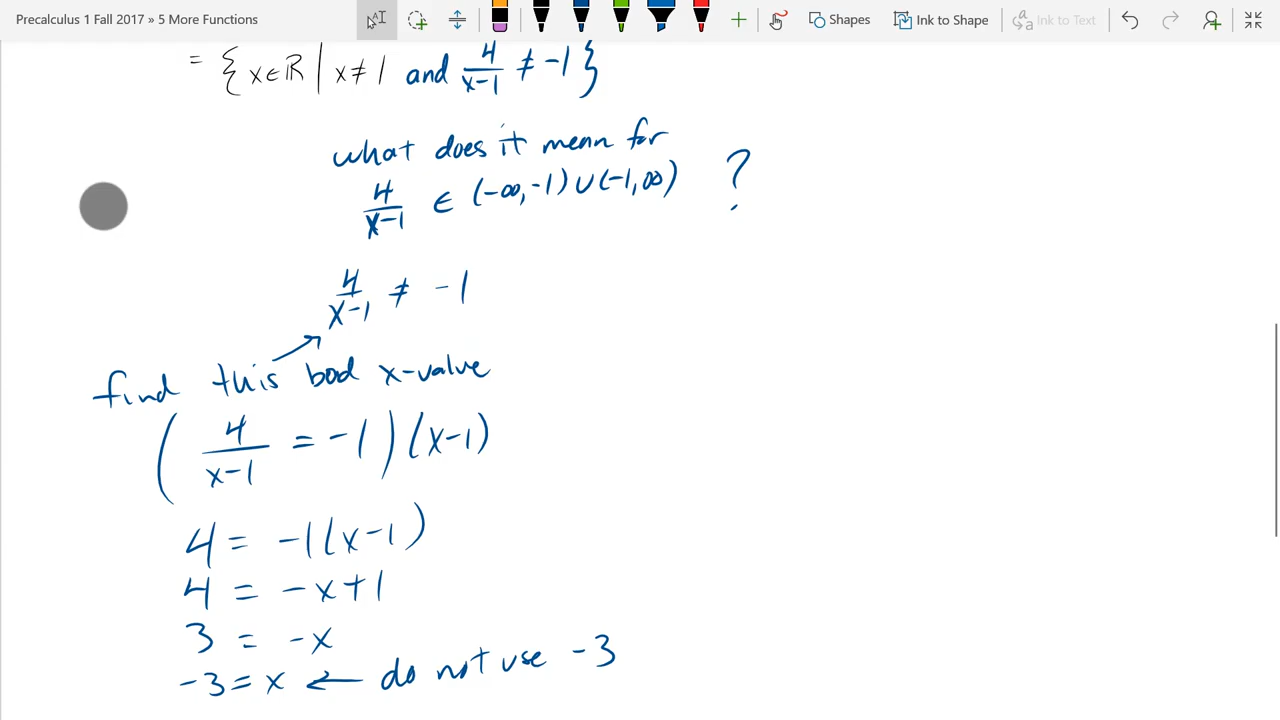 Precalculus 1 Fall 2017 » 5 More Functions
Shapes
Ink to Shape
Ink to Text
= {x∈ℝ | x≠1 and 4/(x-1) ≠ -1}
what does it mean for
4/(x-1) ∈ (-∞,-1)∪(-1,∞) ?
4/(x-1) ≠ -1
find this bad x-value
(4/(x-1) = -1)(x-1)
4 = -1(x-1)
4 = -x+1
3 = -x
-3 = x ← do not use -3